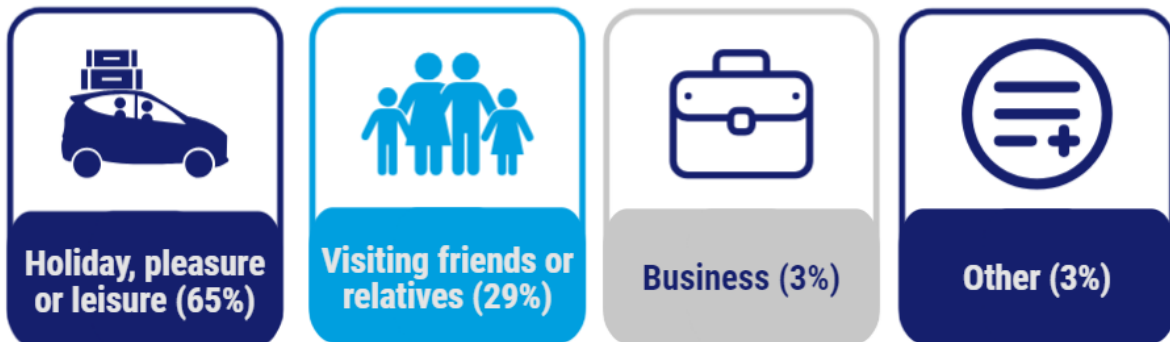 Holiday, pleasure
or leisure (65%)
Visiting friends or
relatives (29%)
Business (3%)
Other (3%)